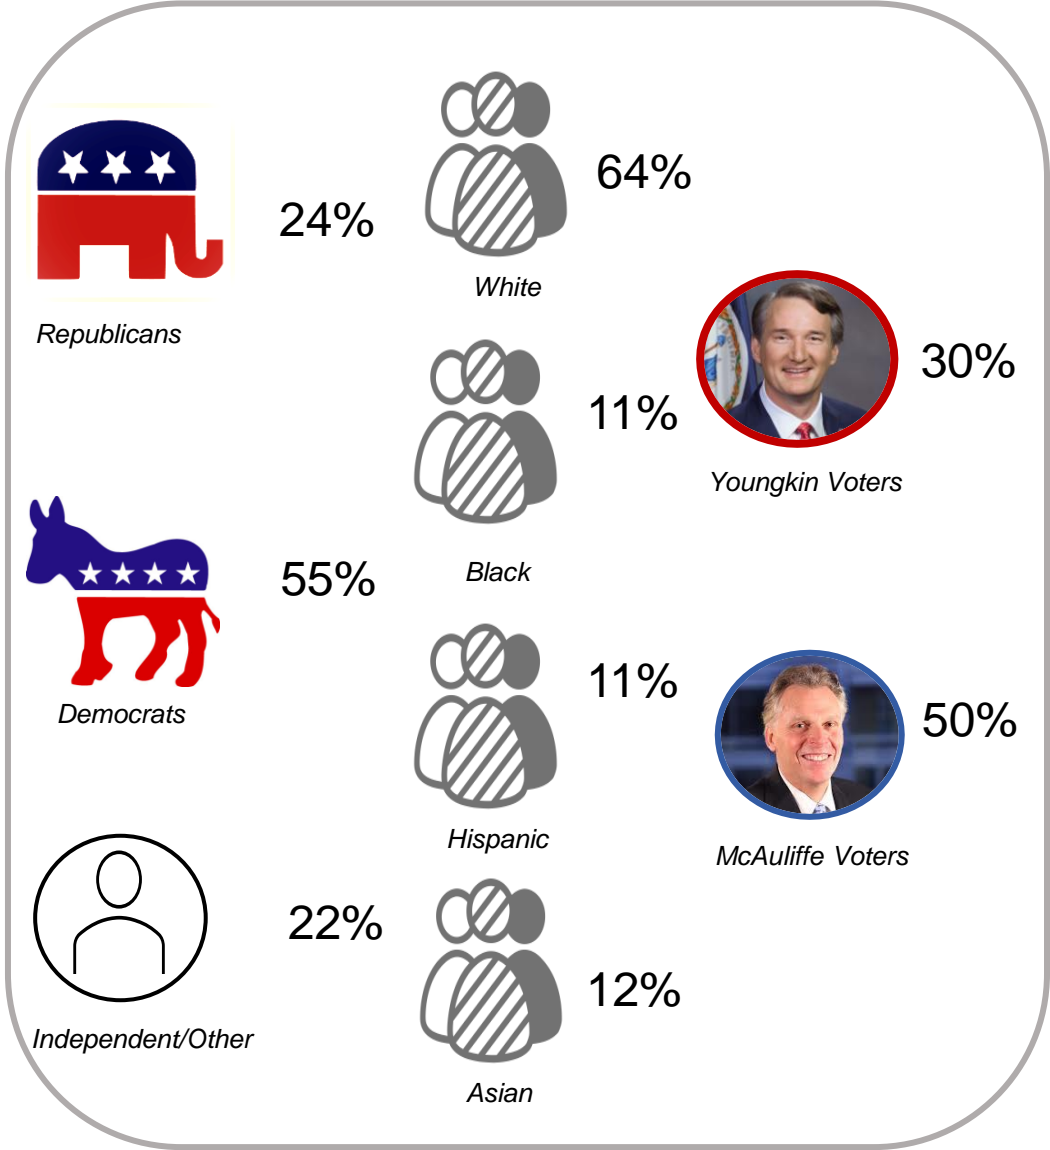 24%
Republicans
55%
Democrats
22%
Independent/Other
64%
White
11%
Black
11%
Hispanic
12%
Asian
30%
Youngkin Voters
50%
McAuliffe Voters